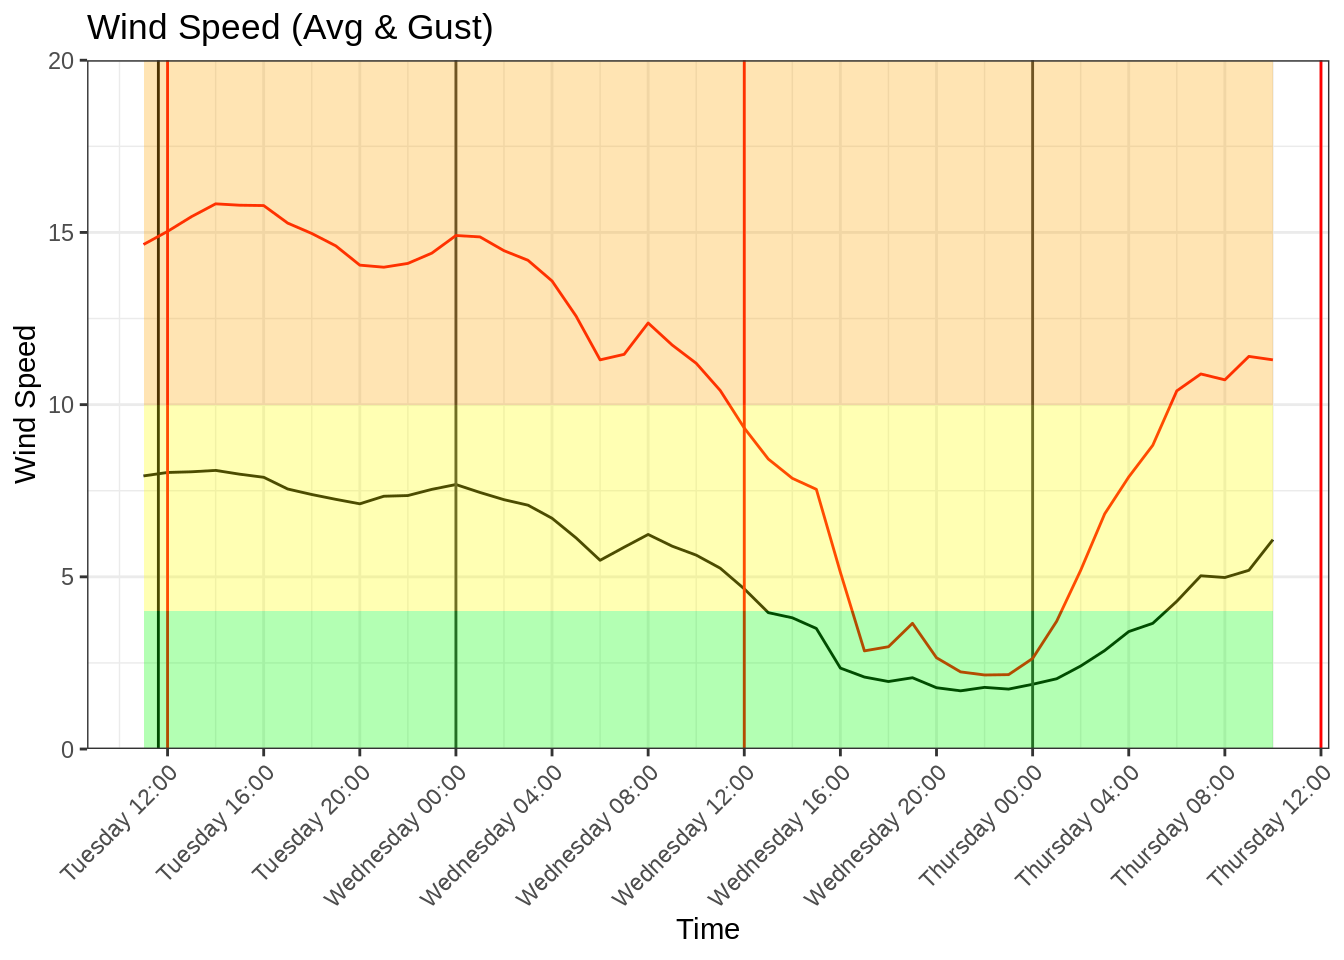 Wind Speed (Avg & Gust)
20
15
10
5
0
Wind Speed
Tuesday 12:00
Tuesday 16:00
Tuesday 20:00
Wednesday 00:00
Wednesday 04:00
Wednesday 08:00
Wednesday 12:00
Wednesday 16:00
Wednesday 20:00
Thursday 00:00
Thursday 04:00
Thursday 08:00
Thursday 12:00
Time